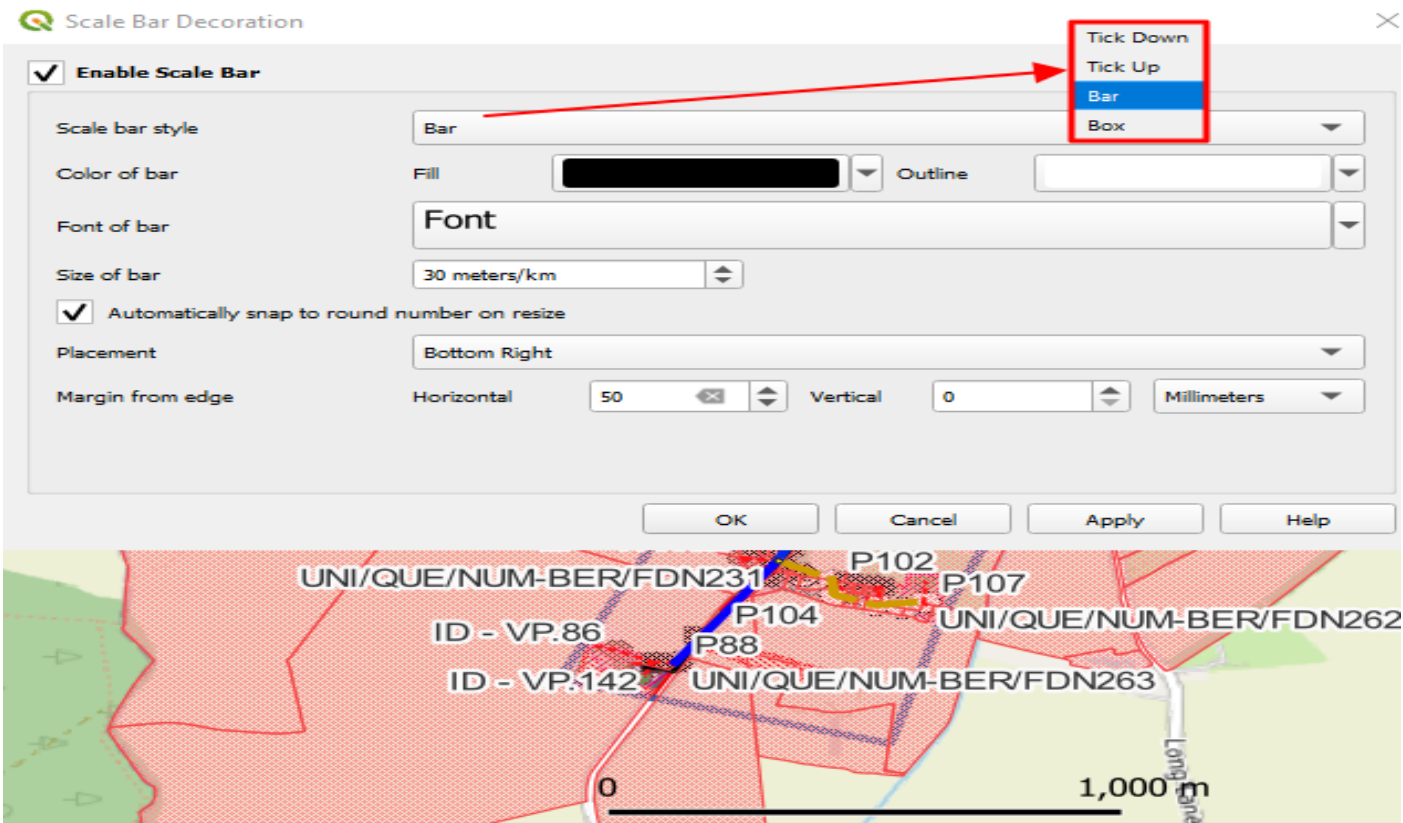 Scale Bar Decoration
Tick Down
Tick Up
Bar
Box
Enable Scale Bar
Scale bar style Bar
Color of bar Fill Outline
Font of bar Font
Size of bar 30 meters/km
Automatically snap to round number on resize
Placement Bottom Right
Margin from edge Horizontal 50 Vertical 0 Millimeters
OK Cancel Apply Help
P102
UNI/QUE/NUM-BER/FDN231 P107
P104 UNI/QUE/NUM-BER/FDN262
ID - VP.86
P88
ID - VP.142 UNI/QUE/NUM-BER/FDN263
Long Lane
0 1,000 m